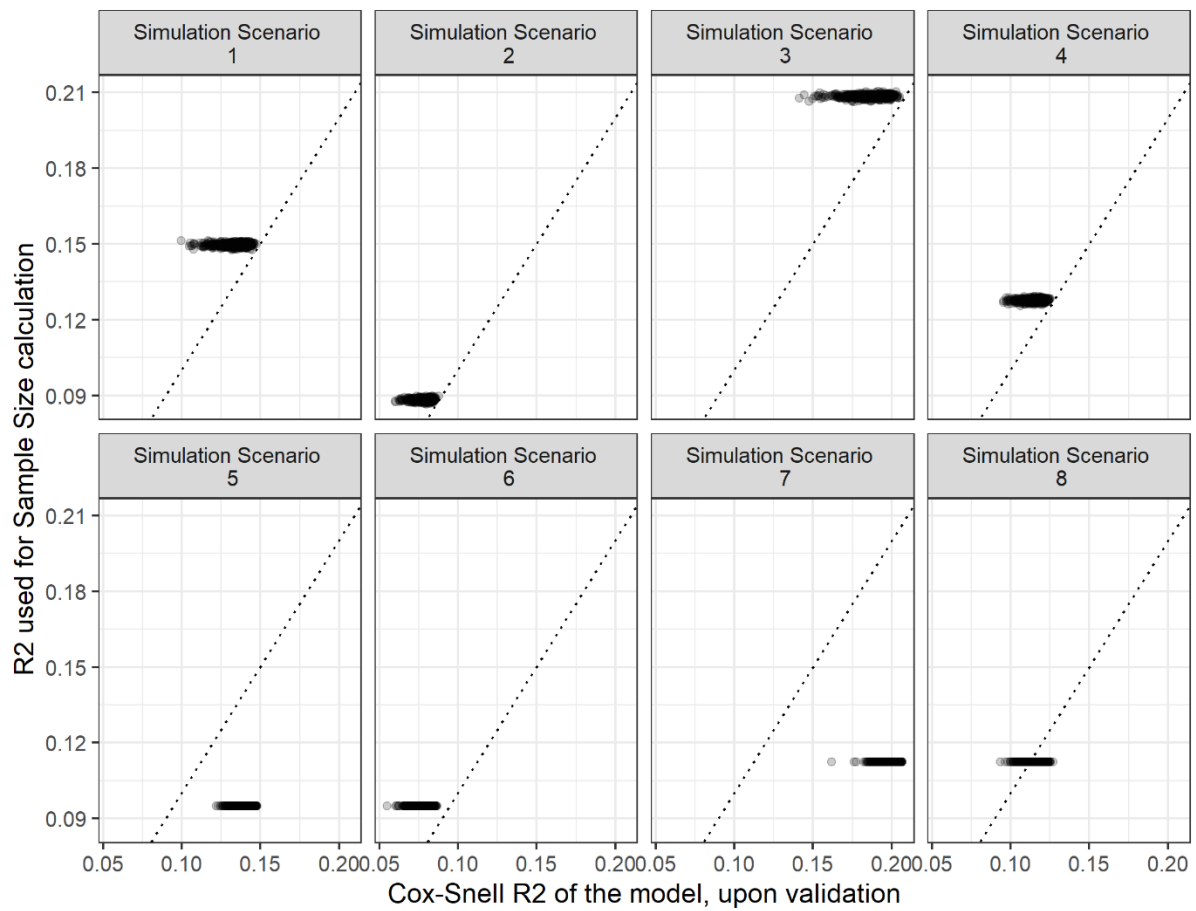 Simulation Scenario
1
Simulation Scenario
2
Simulation Scenario
3
Simulation Scenario
4
0.21
0.18
0.15
0.12
0.09
Simulation Scenario
5
Simulation Scenario
6
Simulation Scenario
7
Simulation Scenario
8
0.21
0.18
0.15
0.12
0.09
0.05 0.10 0.15 0.20 0.05 0.10 0.15 0.20 0.05 0.10 0.15 0.20 0.05 0.10 0.15 0.20
R2 used for Sample Size calculation
Cox-Snell R2 of the model, upon validation